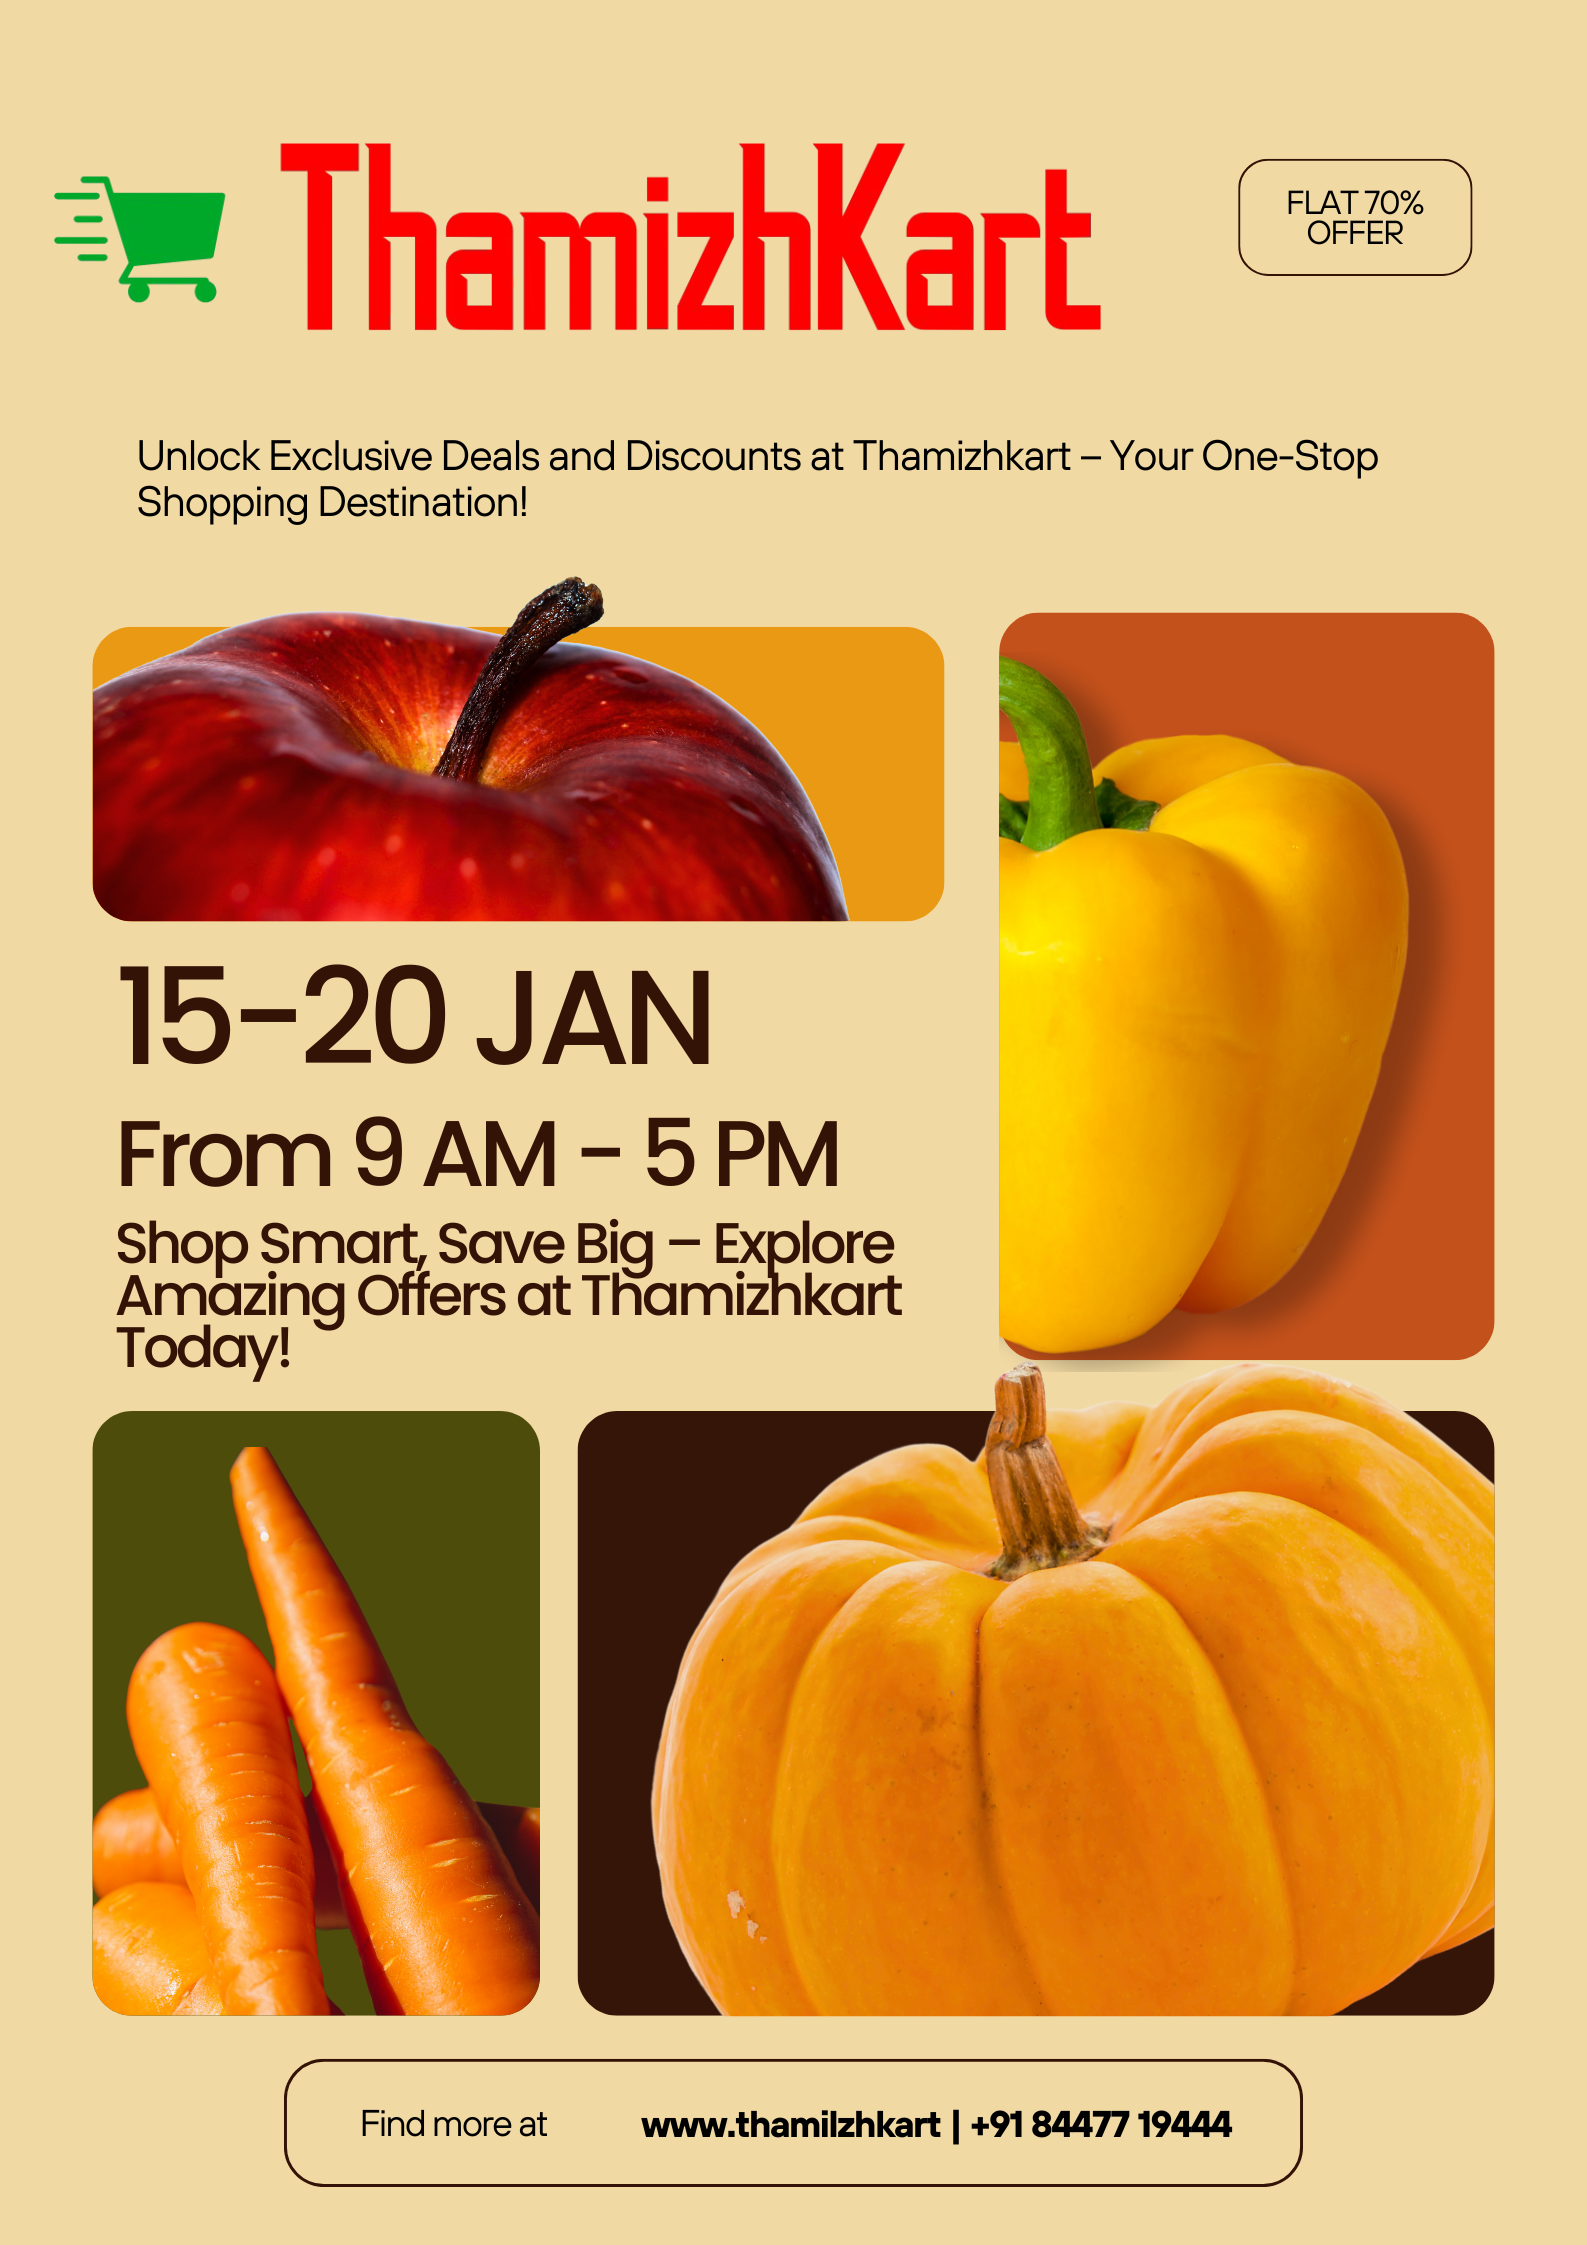 ThamizhKart
FLAT 70%
OFFER
Unlock Exclusive Deals and Discounts at Thamizhkart – Your One-Stop
Shopping Destination!
15-20 JAN
From 9 AM - 5 PM
Shop Smart, Save Big – Explore
Amazing Offers at Thamizhkart
Today!
Find more at www.thamilzhkart | +91 84477 19444